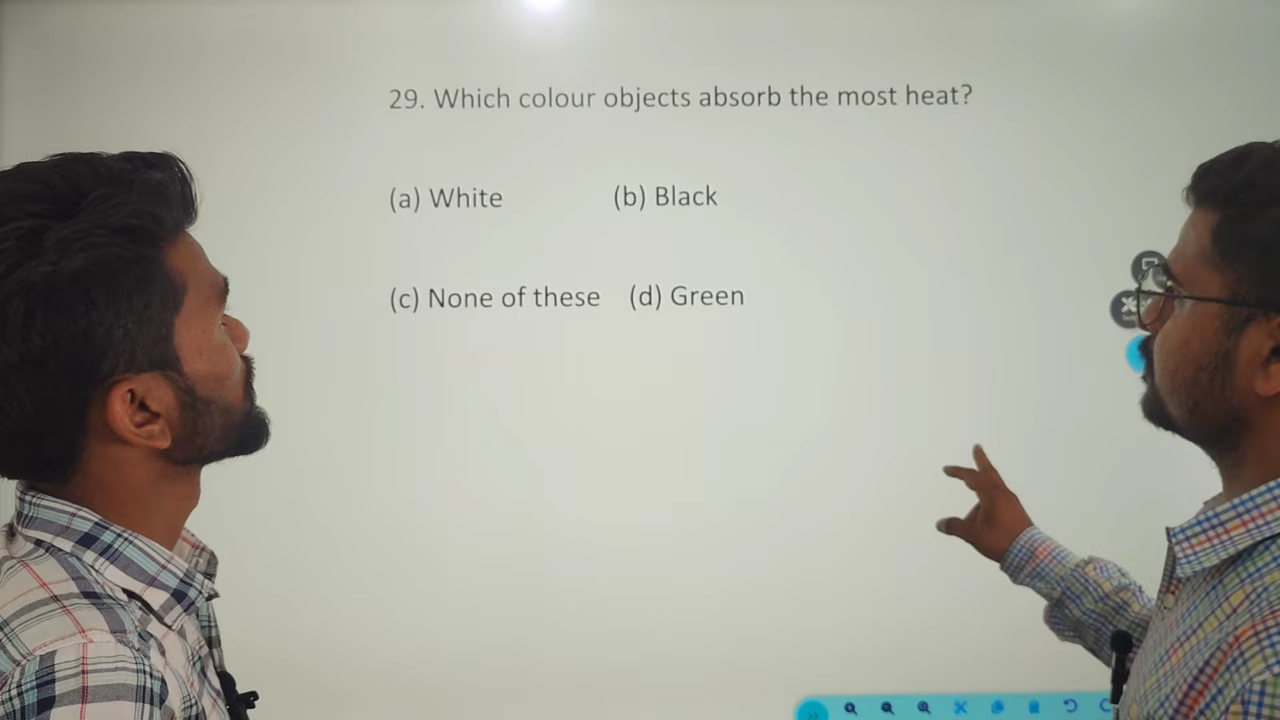 29. Which colour objects absorb the most heat?
(a) White (b) Black
(c) None of these (d) Green